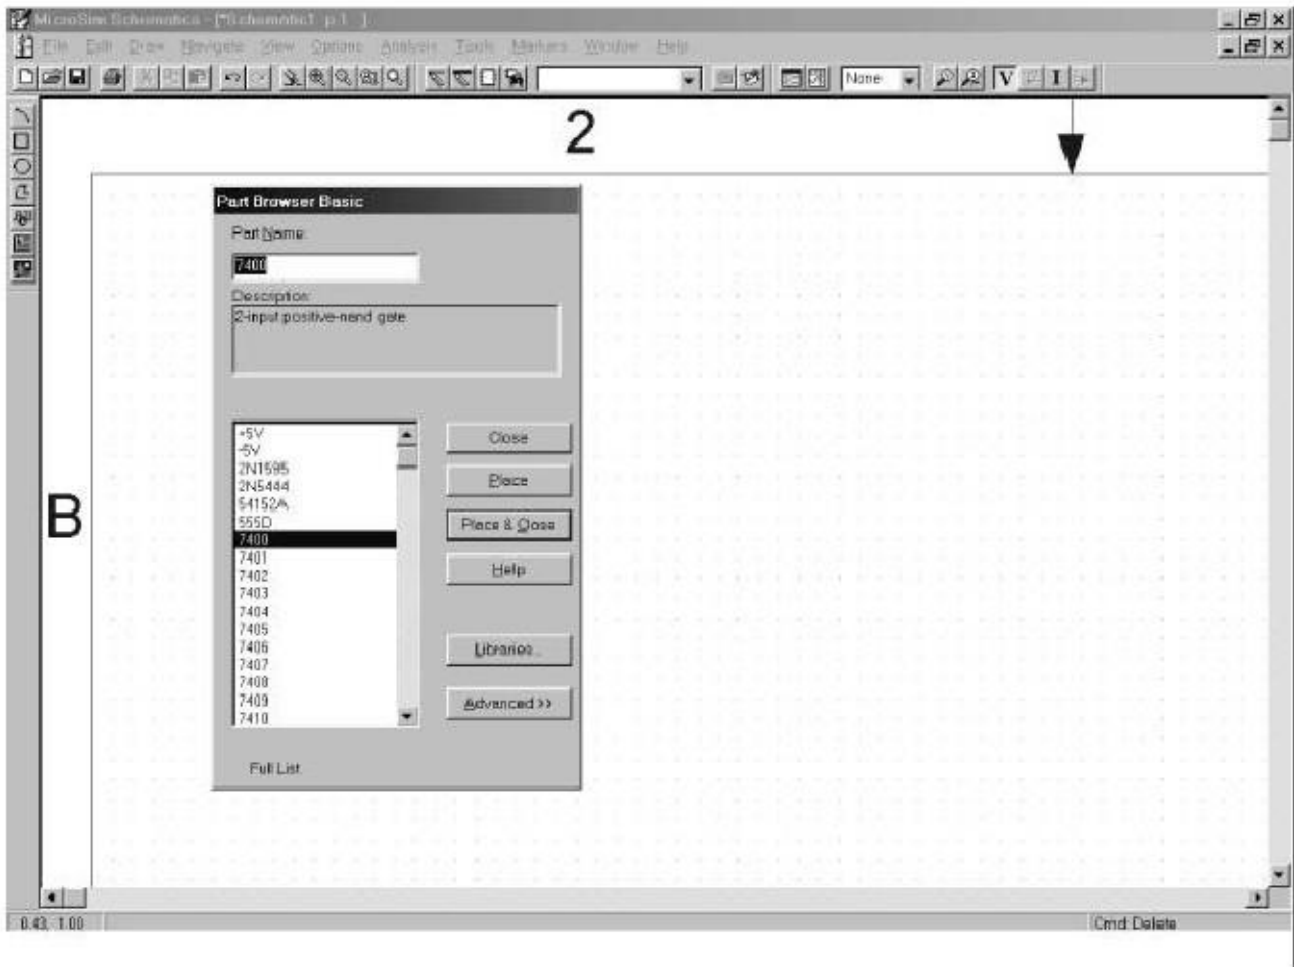 MicroSim Schematics - [*Schematic1 p.1 ]
File Edit Draw Navigate View Options Analysis Tools Markers Window Help
None
V I
2
B
Part Browser Basic
Part Name:
7400
Description:
2-input positive-nand gate
+5V
-5V
2N1595
2N5444
54152A
555D
7400
7401
7402
7403
7404
7405
7406
7407
7408
7409
7410
Close
Place
Place & Close
Help
Libraries...
Advanced >>
Full List
0.43, 1.00
Cmd: Delete